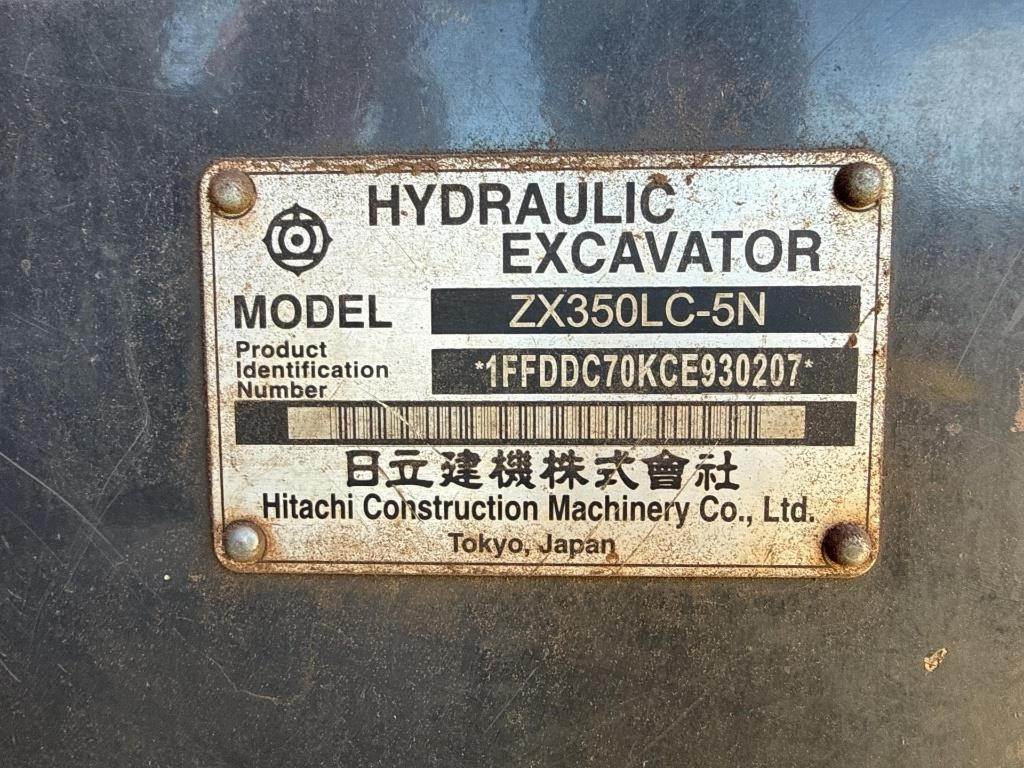 HYDRAULIC
EXCAVATOR
MODEL ZX350LC-5N
Product
Identification
Number
*1FFDDC70KCE930207*
日立建機株式會社
Hitachi Construction Machinery Co., Ltd.
Tokyo, Japan